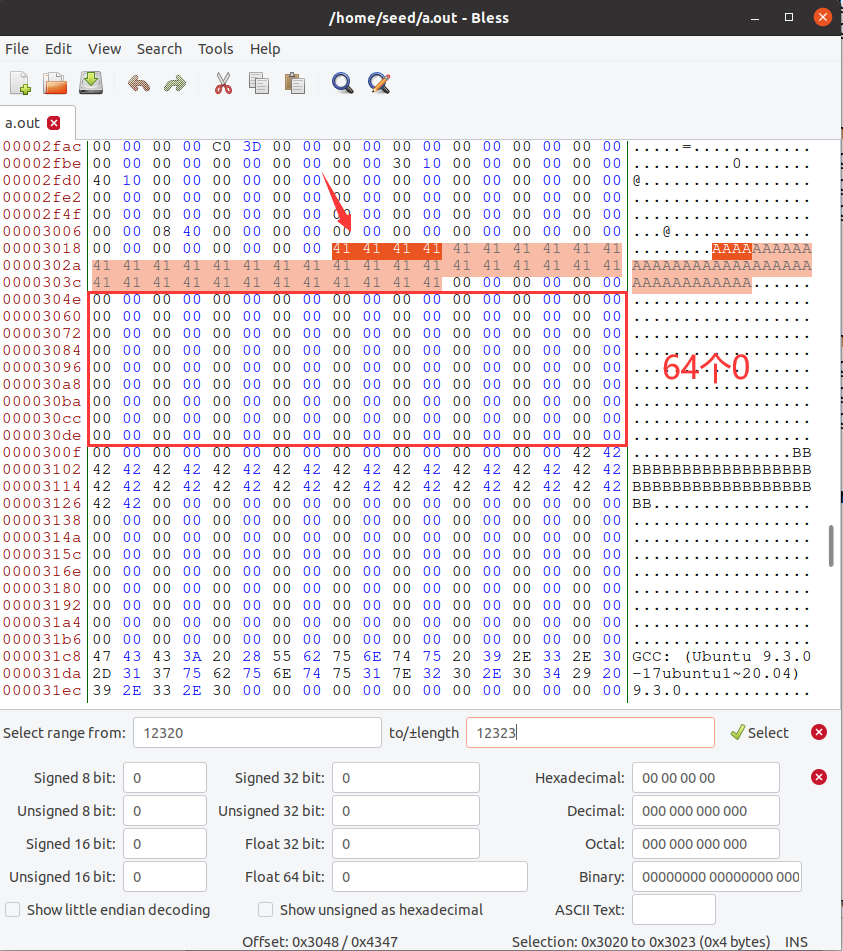 /home/seed/a.out - Bless
File Edit View Search Tools Help
a.out
00002fac 00 00 00 00 C0 3D 00 00 00 00 00 00 00 00 00 00 00 00 .....=............
00002fbe 00 00 00 00 00 00 00 00 00 00 30 10 00 00 00 00 00 00 ..........0.......
00002fd0 40 10 00 00 00 00 00 00 00 00 00 00 00 00 00 00 00 00 @.................
00002fe2 00 00 00 00 00 00 00 00 00 00 00 00 00 00 00 00 00 00 ..................
00002f4f 00 00 00 00 00 00 00 00 00 00 00 00 00 00 00 00 00 00 ..................
00003006 00 00 08 40 00 00 00 00 00 00 00 00 00 00 00 00 00 00 ...@..............
00003018 00 00 00 00 00 00 00 00 41 41 41 41 41 41 41 41 41 41 ........AAAAAAAAAA
0000302a 41 41 41 41 41 41 41 41 41 41 41 41 41 41 41 41 41 41 AAAAAAAAAAAAAAAAAA
0000303c 41 41 41 41 41 41 41 41 41 41 41 41 00 00 00 00 00 00 AAAAAAAAAAAA......
0000304e 00 00 00 00 00 00 00 00 00 00 00 00 00 00 00 00 00 00 ..................
00003060 00 00 00 00 00 00 00 00 00 00 00 00 00 00 00 00 00 00 ..................
00003072 00 00 00 00 00 00 00 00 00 00 00 00 00 00 00 00 00 00 ..................
00003084 00 00 00 00 00 00 00 00 00 00 00 00 00 00 00 00 00 00 ..................
00003096 00 00 00 00 00 00 00 00 00 00 00 00 00 00 00 00 00 00 ..................
64个0
000030a8 00 00 00 00 00 00 00 00 00 00 00 00 00 00 00 00 00 00 ..................
000030ba 00 00 00 00 00 00 00 00 00 00 00 00 00 00 00 00 00 00 ..................
000030cc 00 00 00 00 00 00 00 00 00 00 00 00 00 00 00 00 00 00 ..................
000030de 00 00 00 00 00 00 00 00 00 00 00 00 00 00 00 00 00 00 ..................
0000300f 00 00 00 00 00 00 00 00 00 00 00 00 00 00 00 00 42 42 ................BB
00003102 42 42 42 42 42 42 42 42 42 42 42 42 42 42 42 42 42 42 BBBBBBBBBBBBBBBBBB
00003114 42 42 42 42 42 42 42 42 42 42 42 42 42 42 42 42 42 42 BBBBBBBBBBBBBBBBBB
00003126 42 42 00 00 00 00 00 00 00 00 00 00 00 00 00 00 00 00 BB................
00003138 00 00 00 00 00 00 00 00 00 00 00 00 00 00 00 00 00 00 ..................
0000314a 00 00 00 00 00 00 00 00 00 00 00 00 00 00 00 00 00 00 ..................
0000315c 00 00 00 00 00 00 00 00 00 00 00 00 00 00 00 00 00 00 ..................
0000316e 00 00 00 00 00 00 00 00 00 00 00 00 00 00 00 00 00 00 ..................
00003180 00 00 00 00 00 00 00 00 00 00 00 00 00 00 00 00 00 00 ..................
00003192 00 00 00 00 00 00 00 00 00 00 00 00 00 00 00 00 00 00 ..................
000031a4 00 00 00 00 00 00 00 00 00 00 00 00 00 00 00 00 00 00 ..................
000031b6 00 00 00 00 00 00 00 00 00 00 00 00 00 00 00 00 00 00 ..................
000031c8 47 43 43 3A 20 28 55 62 75 6E 74 75 20 39 2E 33 2E 30 GCC: (Ubuntu 9.3.0
000031da 2D 31 37 75 62 75 6E 74 75 31 7E 32 30 2E 30 34 29 20 -17ubuntu1~20.04)
000031ec 39 2E 33 2E 30 00 00 00 00 00 00 00 00 00 00 00 00 00 9.3.0.............
Select range from: 12320 to/±length 12323 Select
Signed 8 bit: 0 Signed 32 bit: 0 Hexadecimal: 00 00 00 00
Unsigned 8 bit: 0 Unsigned 32 bit: 0 Decimal: 000 000 000 000
Signed 16 bit: 0 Float 32 bit: 0 Octal: 000 000 000 000
Unsigned 16 bit: 0 Float 64 bit: 0 Binary: 00000000 00000000 000
Show little endian decoding Show unsigned as hexadecimal ASCII Text:
Offset: 0x3048 / 0x4347 Selection: 0x3020 to 0x3023 (0x4 bytes) INS